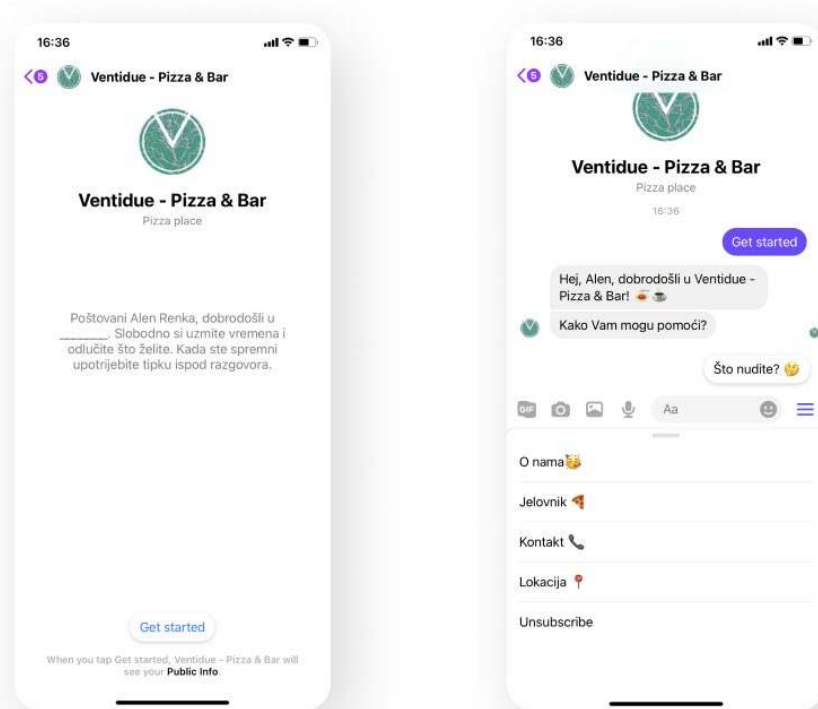 16:36
5
Ventidue - Pizza & Bar
Ventidue - Pizza & Bar
Pizza place
Poštovani Alen Renka, dobrodošli u
_______. Slobodno si uzmite vremena i
odlučite što želite. Kada ste spremni
upotrijebite tipku ispod razgovora.
Get started
When you tap Get started, Ventidue - Pizza & Bar will
see your Public Info.
16:36
5
Ventidue - Pizza & Bar
Ventidue - Pizza & Bar
Pizza place
16:36
Get started
Hej, Alen, dobrodošli u Ventidue -
Pizza & Bar! 🍝 ☕
Kako Vam mogu pomoći?
Što nudite? 🤔
GIF
Aa
O nama🥳
Jelovnik 🍕
Kontakt 📞
Lokacija 📍
Unsubscribe